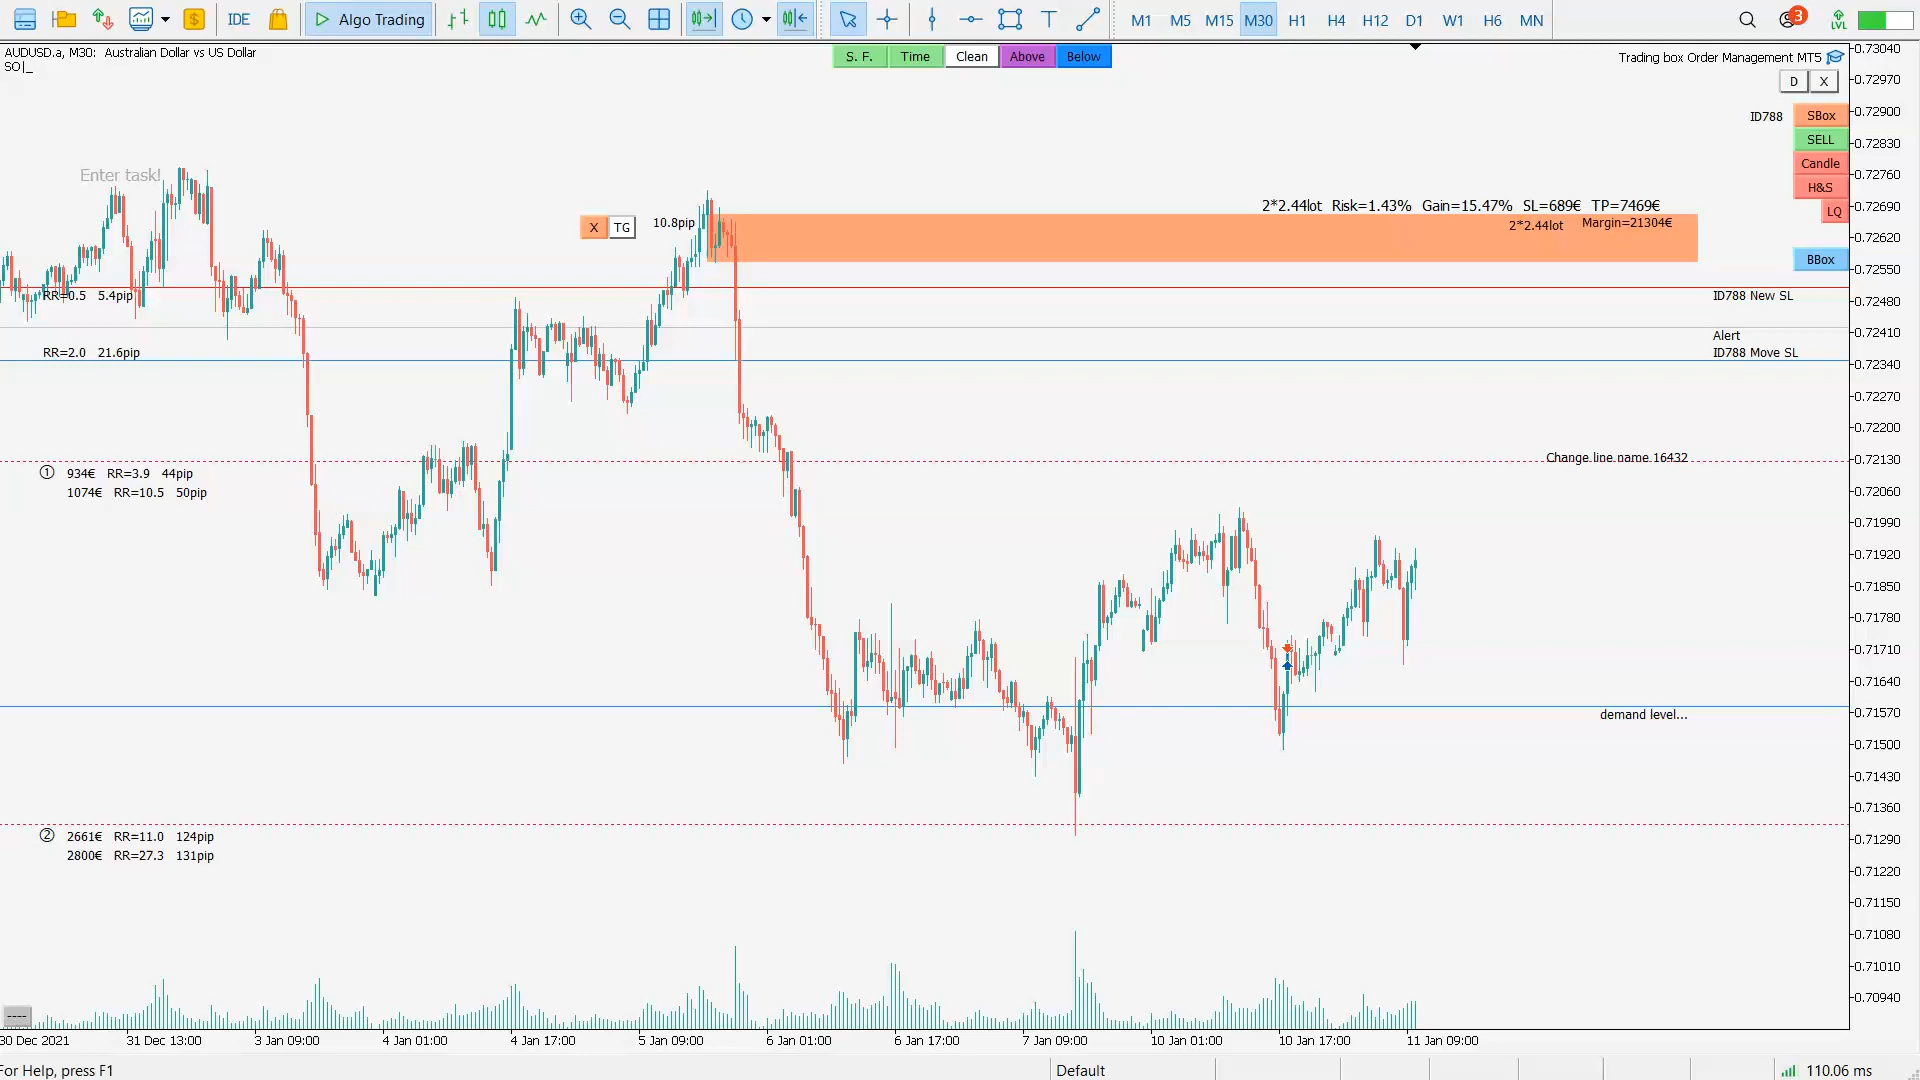 IDE
Algo Trading
M1 M5 M15 M30 H1 H4 H12 D1 W1 H6 MN
3
LVL
AUDUSD.a, M30: Australian Dollar vs US Dollar
SO|_
S. F. Time Clean Above Below
Trading box Order Management MT5
D X
ID788 SBox
SELL
Candle
H&S
LQ
BBox
Enter task!
X TG 10.8pip
2*2.44lot Risk=1.43% Gain=15.47% SL=689€ TP=7469€
2*2.44lot Margin=21304€
RR=0.5 5.4pip
ID788 New SL
Alert
RR=2.0 21.6pip
ID788 Move SL
Change line name 16432
① 934€ RR=3.9 44pip
1074€ RR=10.5 50pip
demand level...
② 2661€ RR=11.0 124pip
2800€ RR=27.3 131pip
0.73040
0.72970
0.72900
0.72830
0.72760
0.72690
0.72620
0.72550
0.72480
0.72410
0.72340
0.72270
0.72200
0.72130
0.72060
0.71990
0.71920
0.71850
0.71780
0.71710
0.71640
0.71570
0.71500
0.71430
0.71360
0.71290
0.71220
0.71150
0.71080
0.71010
0.70940
----
30 Dec 2021 31 Dec 13:00 3 Jan 09:00 4 Jan 01:00 4 Jan 17:00 5 Jan 09:00 6 Jan 01:00 6 Jan 17:00 7 Jan 09:00 10 Jan 01:00 10 Jan 17:00 11 Jan 09:00
For Help, press F1
Default
110.06 ms